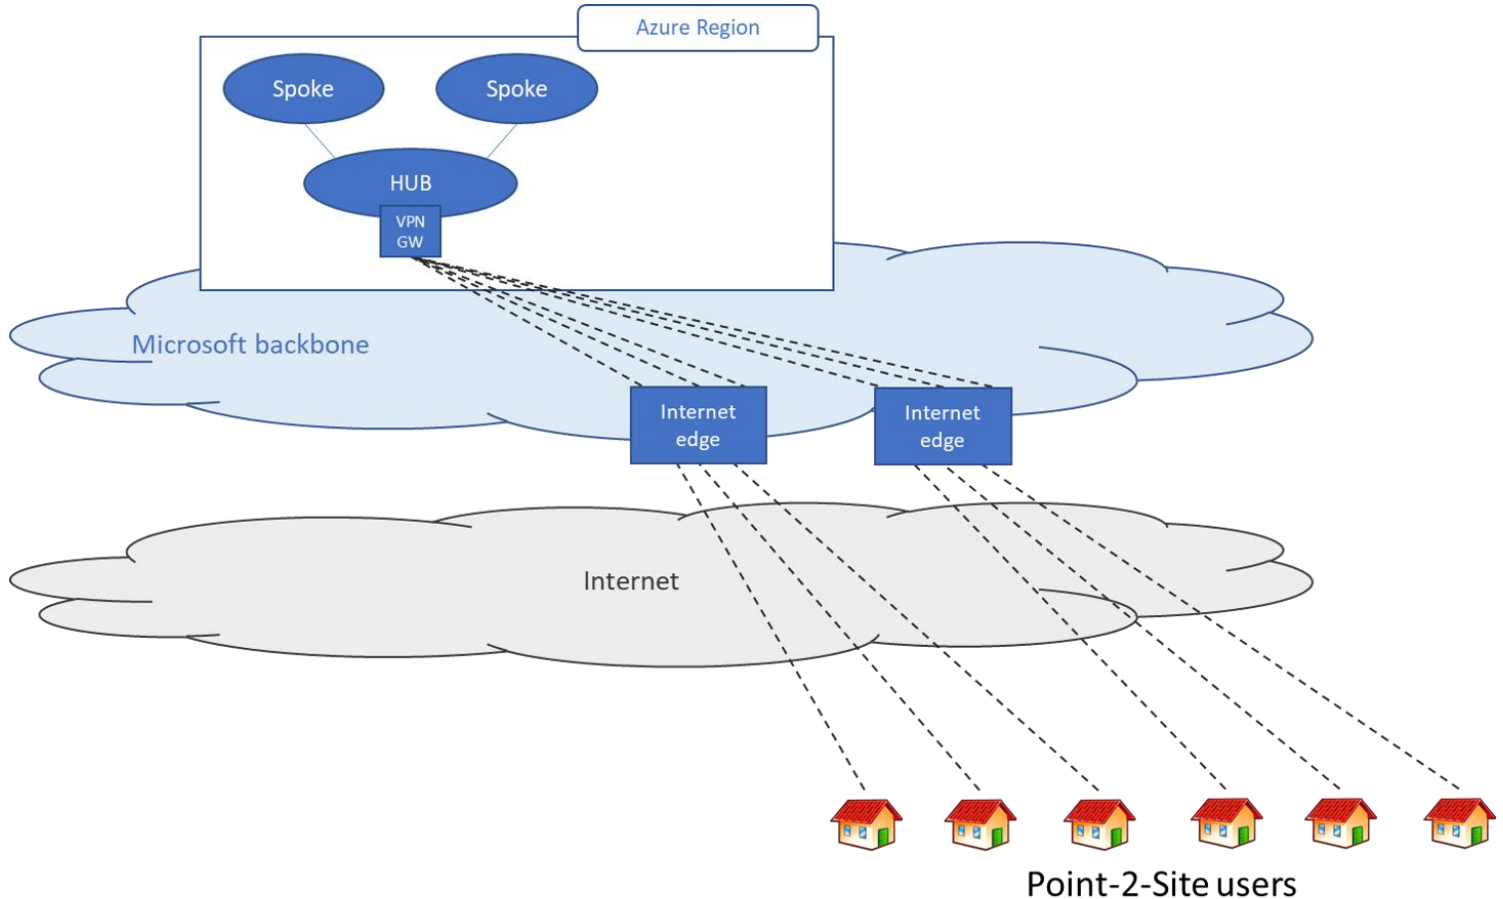 Azure Region
Spoke
Spoke
HUB
VPN
GW
Microsoft backbone
Internet
edge
Internet
edge
Internet
Point-2-Site users